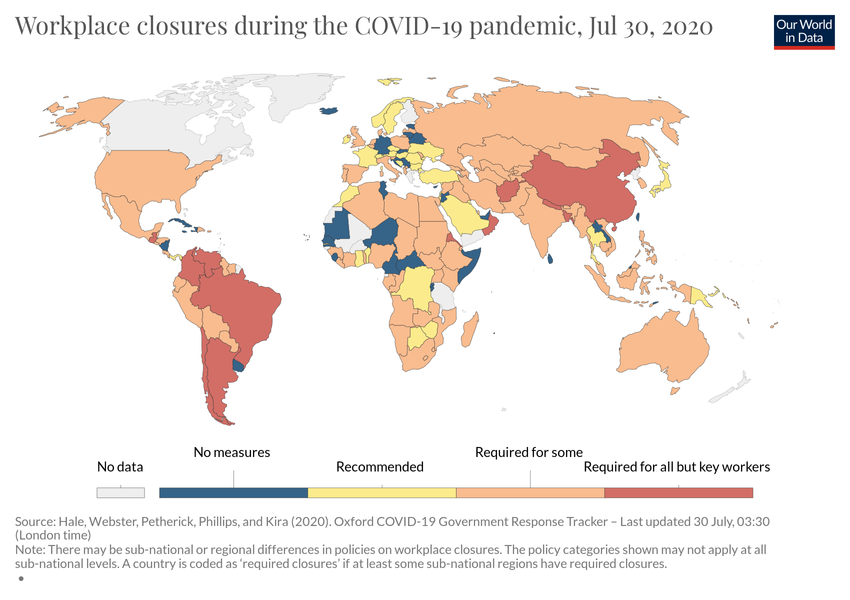 Workplace closures during the COVID-19 pandemic, Jul 30, 2020
Our World
in Data
No data
No measures
Recommended
Required for some
Required for all but key workers
Source: Hale, Webster, Petherick, Phillips, and Kira (2020). Oxford COVID-19 Government Response Tracker – Last updated 30 July, 03:30
(London time)
Note: There may be sub-national or regional differences in policies on workplace closures. The policy categories shown may not apply at all
sub-national levels. A country is coded as 'required closures' if at least some sub-national regions have required closures.